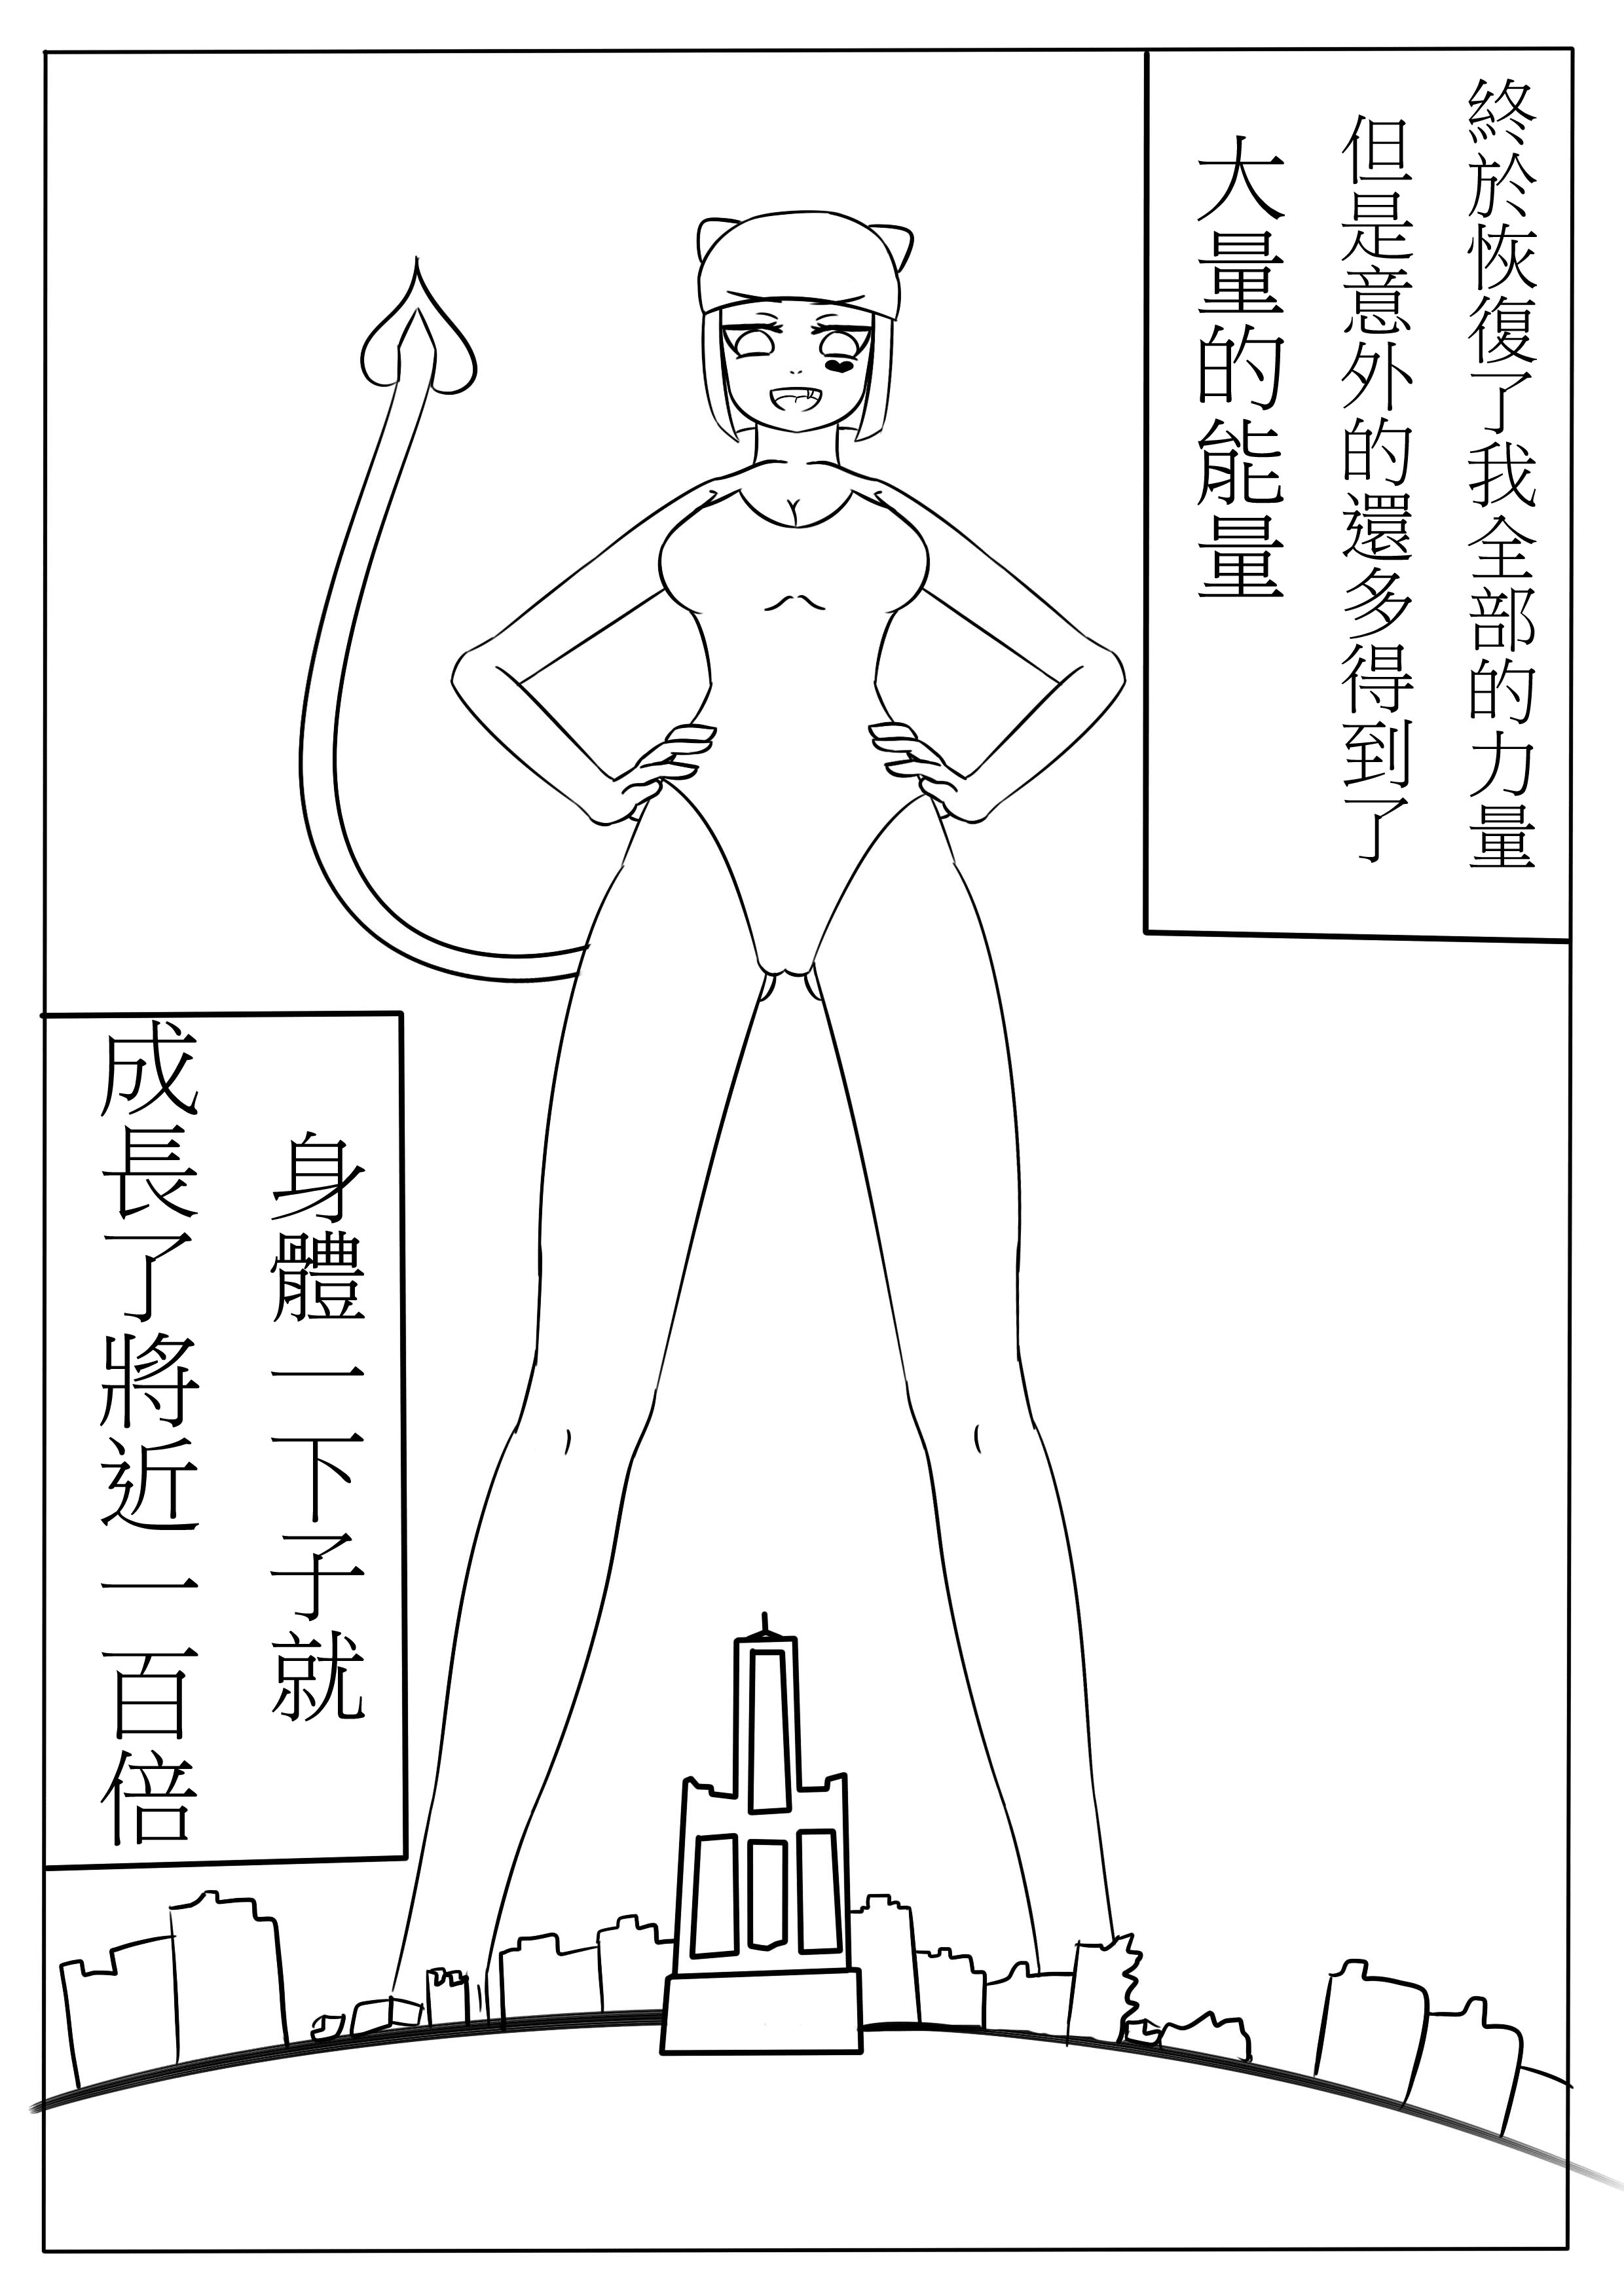 終於恢復了我全部的力量
但是意外的還多得到了
大量的能量
身體一下子就
成長了將近一百倍